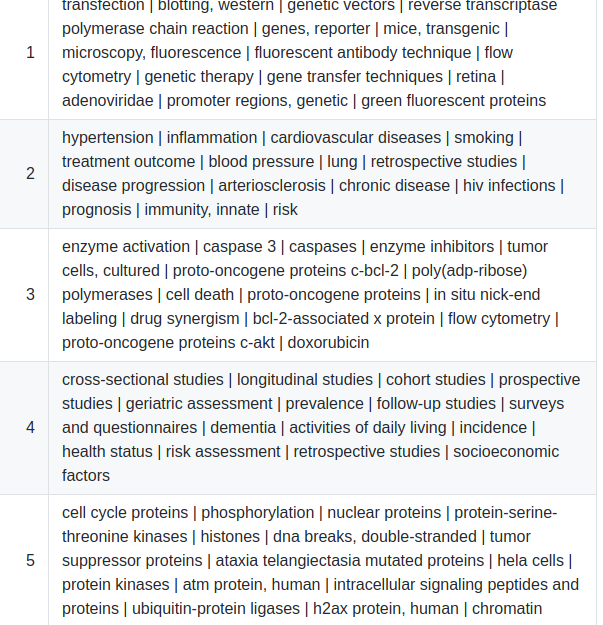 transfection | blotting, western | genetic vectors | reverse transcriptase
polymerase chain reaction | genes, reporter | mice, transgenic |
1 microscopy, fluorescence | fluorescent antibody technique | flow
cytometry | genetic therapy | gene transfer techniques | retina |
adenoviridae | promoter regions, genetic | green fluorescent proteins
hypertension | inflammation | cardiovascular diseases | smoking |
treatment outcome | blood pressure | lung | retrospective studies |
2
disease progression | arteriosclerosis | chronic disease | hiv infections |
prognosis | immunity, innate | risk
enzyme activation | caspase 3 | caspases | enzyme inhibitors | tumor
cells, cultured | proto-oncogene proteins c-bcl-2 | poly(adp-ribose)
3 polymerases | cell death | proto-oncogene proteins | in situ nick-end
labeling | drug synergism | bcl-2-associated x protein | flow cytometry |
proto-oncogene proteins c-akt | doxorubicin
cross-sectional studies | longitudinal studies | cohort studies | prospective
studies | geriatric assessment | prevalence | follow-up studies | surveys
4 and questionnaires | dementia | activities of daily living | incidence |
health status | risk assessment | retrospective studies | socioeconomic
factors
cell cycle proteins | phosphorylation | nuclear proteins | protein-serine-
threonine kinases | histones | dna breaks, double-stranded | tumor
5 suppressor proteins | ataxia telangiectasia mutated proteins | hela cells |
protein kinases | atm protein, human | intracellular signaling peptides and
proteins | ubiquitin-protein ligases | h2ax protein, human | chromatin